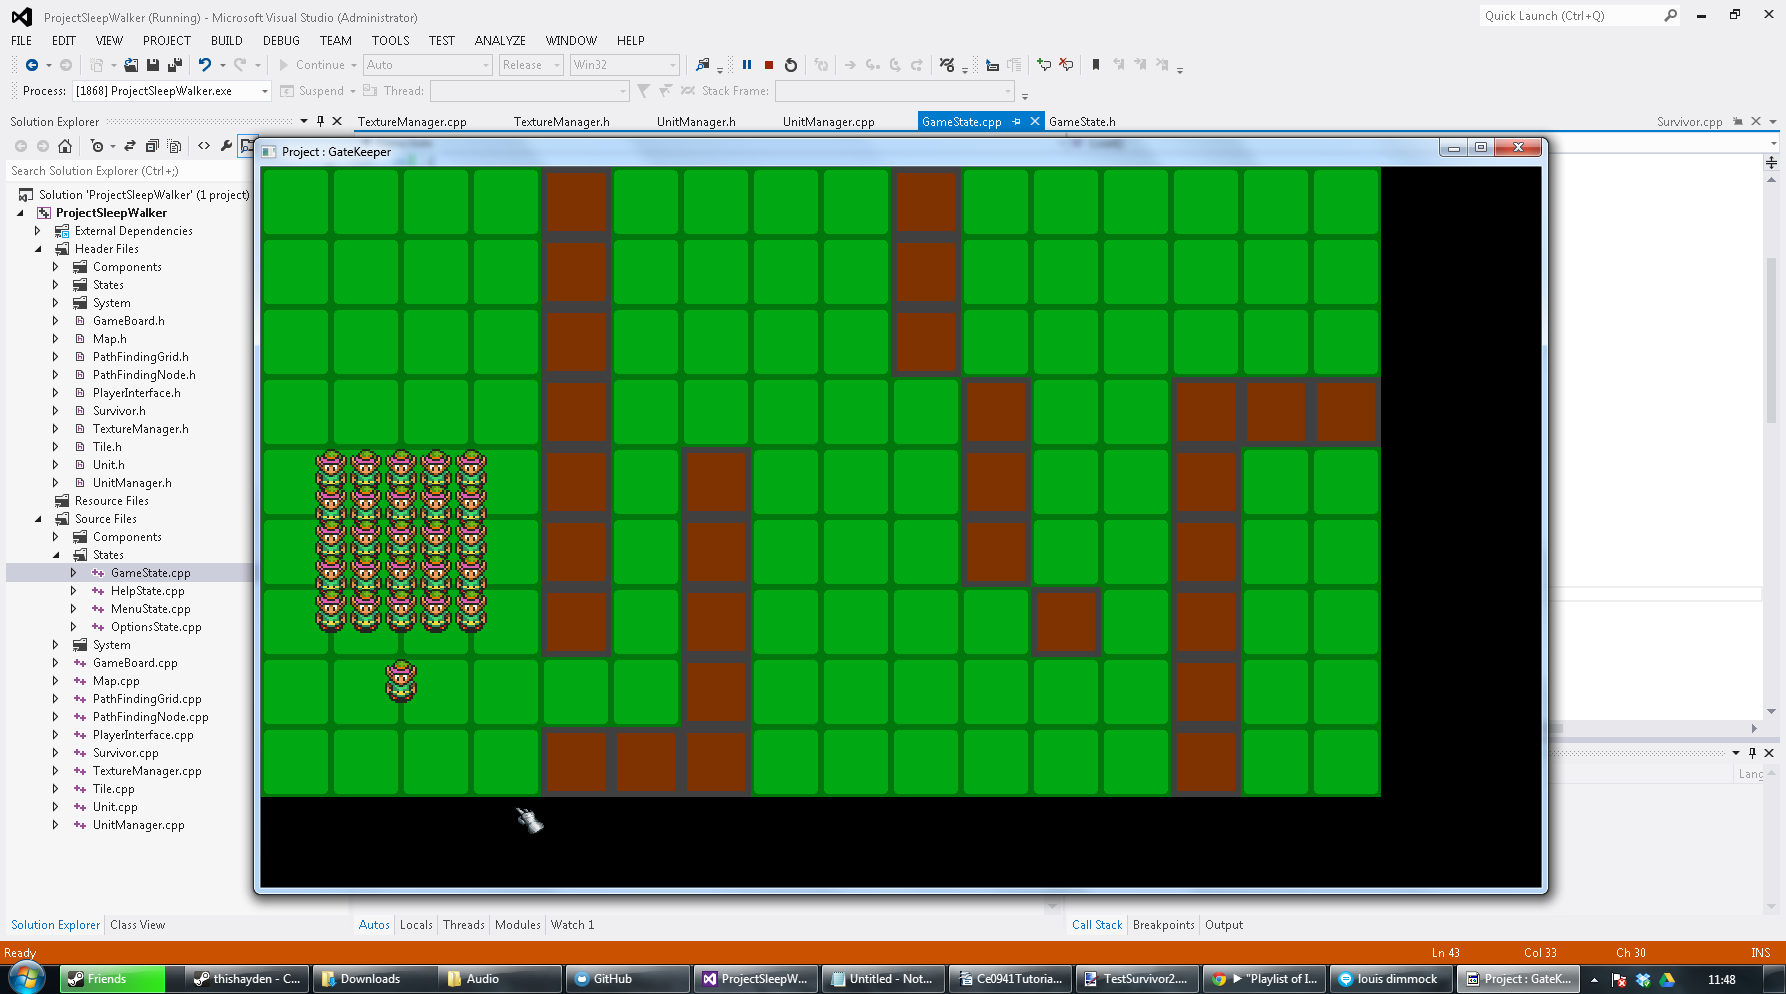 ProjectSleepWalker (Running) - Microsoft Visual Studio (Administrator)
Quick Launch (Ctrl+Q)
FILE EDIT VIEW PROJECT BUILD DEBUG TEAM TOOLS TEST ANALYZE WINDOW HELP
Continue Auto Release Win32
Process: [1868] ProjectSleepWalker.exe Suspend Thread: Stack Frame:
Solution Explorer
TextureManager.cpp TextureManager.h UnitManager.h UnitManager.cpp GameState.cpp GameState.h Survivor.cpp
Project : GateKeeper
Search Solution Explorer (Ctrl+;)
Solution 'ProjectSleepWalker' (1 project)
ProjectSleepWalker
External Dependencies
Header Files
Components
States
System
GameBoard.h
Map.h
PathFindingGrid.h
PathFindingNode.h
PlayerInterface.h
Survivor.h
TextureManager.h
Tile.h
Unit.h
UnitManager.h
Resource Files
Source Files
Components
States
GameState.cpp
HelpState.cpp
MenuState.cpp
OptionsState.cpp
System
GameBoard.cpp
Map.cpp
PathFindingGrid.cpp
PathFindingNode.cpp
PlayerInterface.cpp
Survivor.cpp
TextureManager.cpp
Tile.cpp
Unit.cpp
UnitManager.cpp
Lang
Solution Explorer Class View
Autos Locals Threads Modules Watch 1
Call Stack Breakpoints Output
Ready
Ln 43 Col 33 Ch 30 INS
Friends thishayden - C... Downloads Audio GitHub ProjectSleepW... Untitled - Not... Ce0941Tutoria... TestSurvivor2.... "Playlist of I... louis dimmock Project : GateK... 11:48